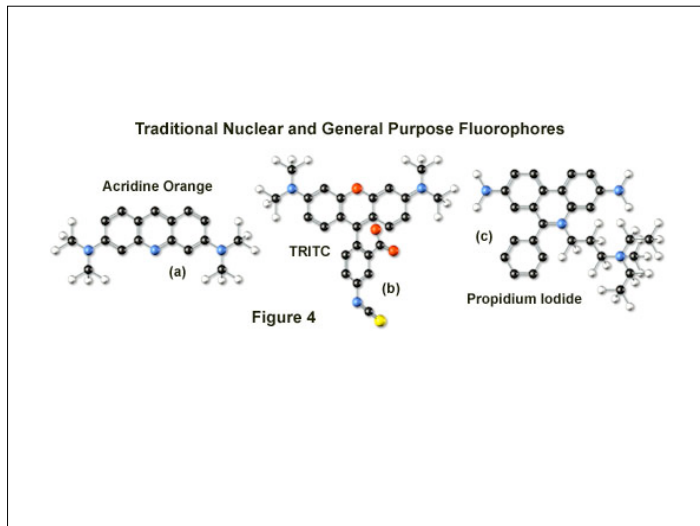 Traditional Nuclear and General Purpose Fluorophores
Acridine Orange
(a)
TRITC
(b)
(c)
Propidium Iodide
Figure 4